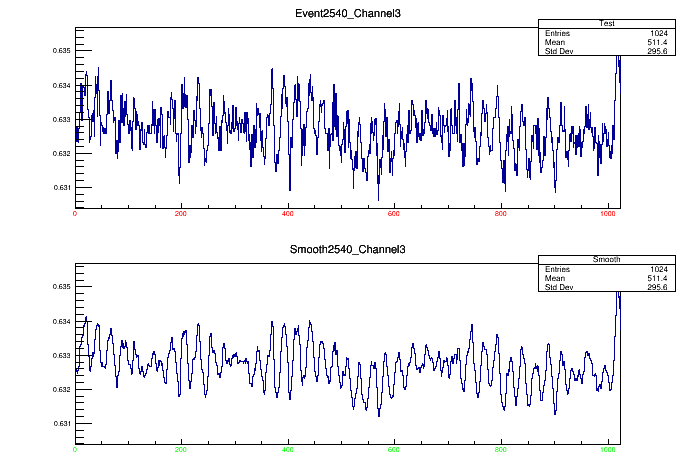 Event2540_Channel3
Test
Entries 1024
Mean 511.4
Std Dev 295.6
0.635
0.634
0.633
0.632
0.631
0 200 400 600 800 1000
Smooth2540_Channel3
Smooth
Entries 1024
Mean 511.4
Std Dev 295.6
0.635
0.634
0.633
0.632
0.631
0 200 400 600 800 1000